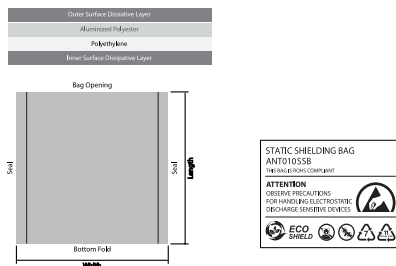 Outer Surface Dissiative Layer
Aluminized Polyester
Polyethylene
Inner Surface Dissipative Layer
Bag Opening
Seal
Seal
Length
Bottom Fold
Width
STATIC SHIELDING BAG
ANT010SSB
THIS BAG IS ROHS COMPLIANT
ATTENTION
OBSERVE PRECAUTIONS
FOR HANDLING ELECTROSTATIC
DISCHARGE SENSITIVE DEVICES
ECO
SHIELD